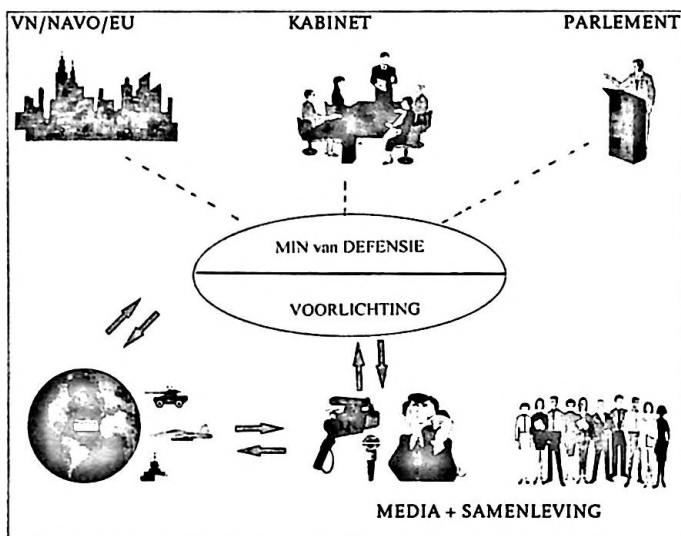 VN/NAVO/EU
KABINET
PARLEMENT
MIN van DEFENSIE
VOORLICHTING
MEDIA + SAMENLEVING